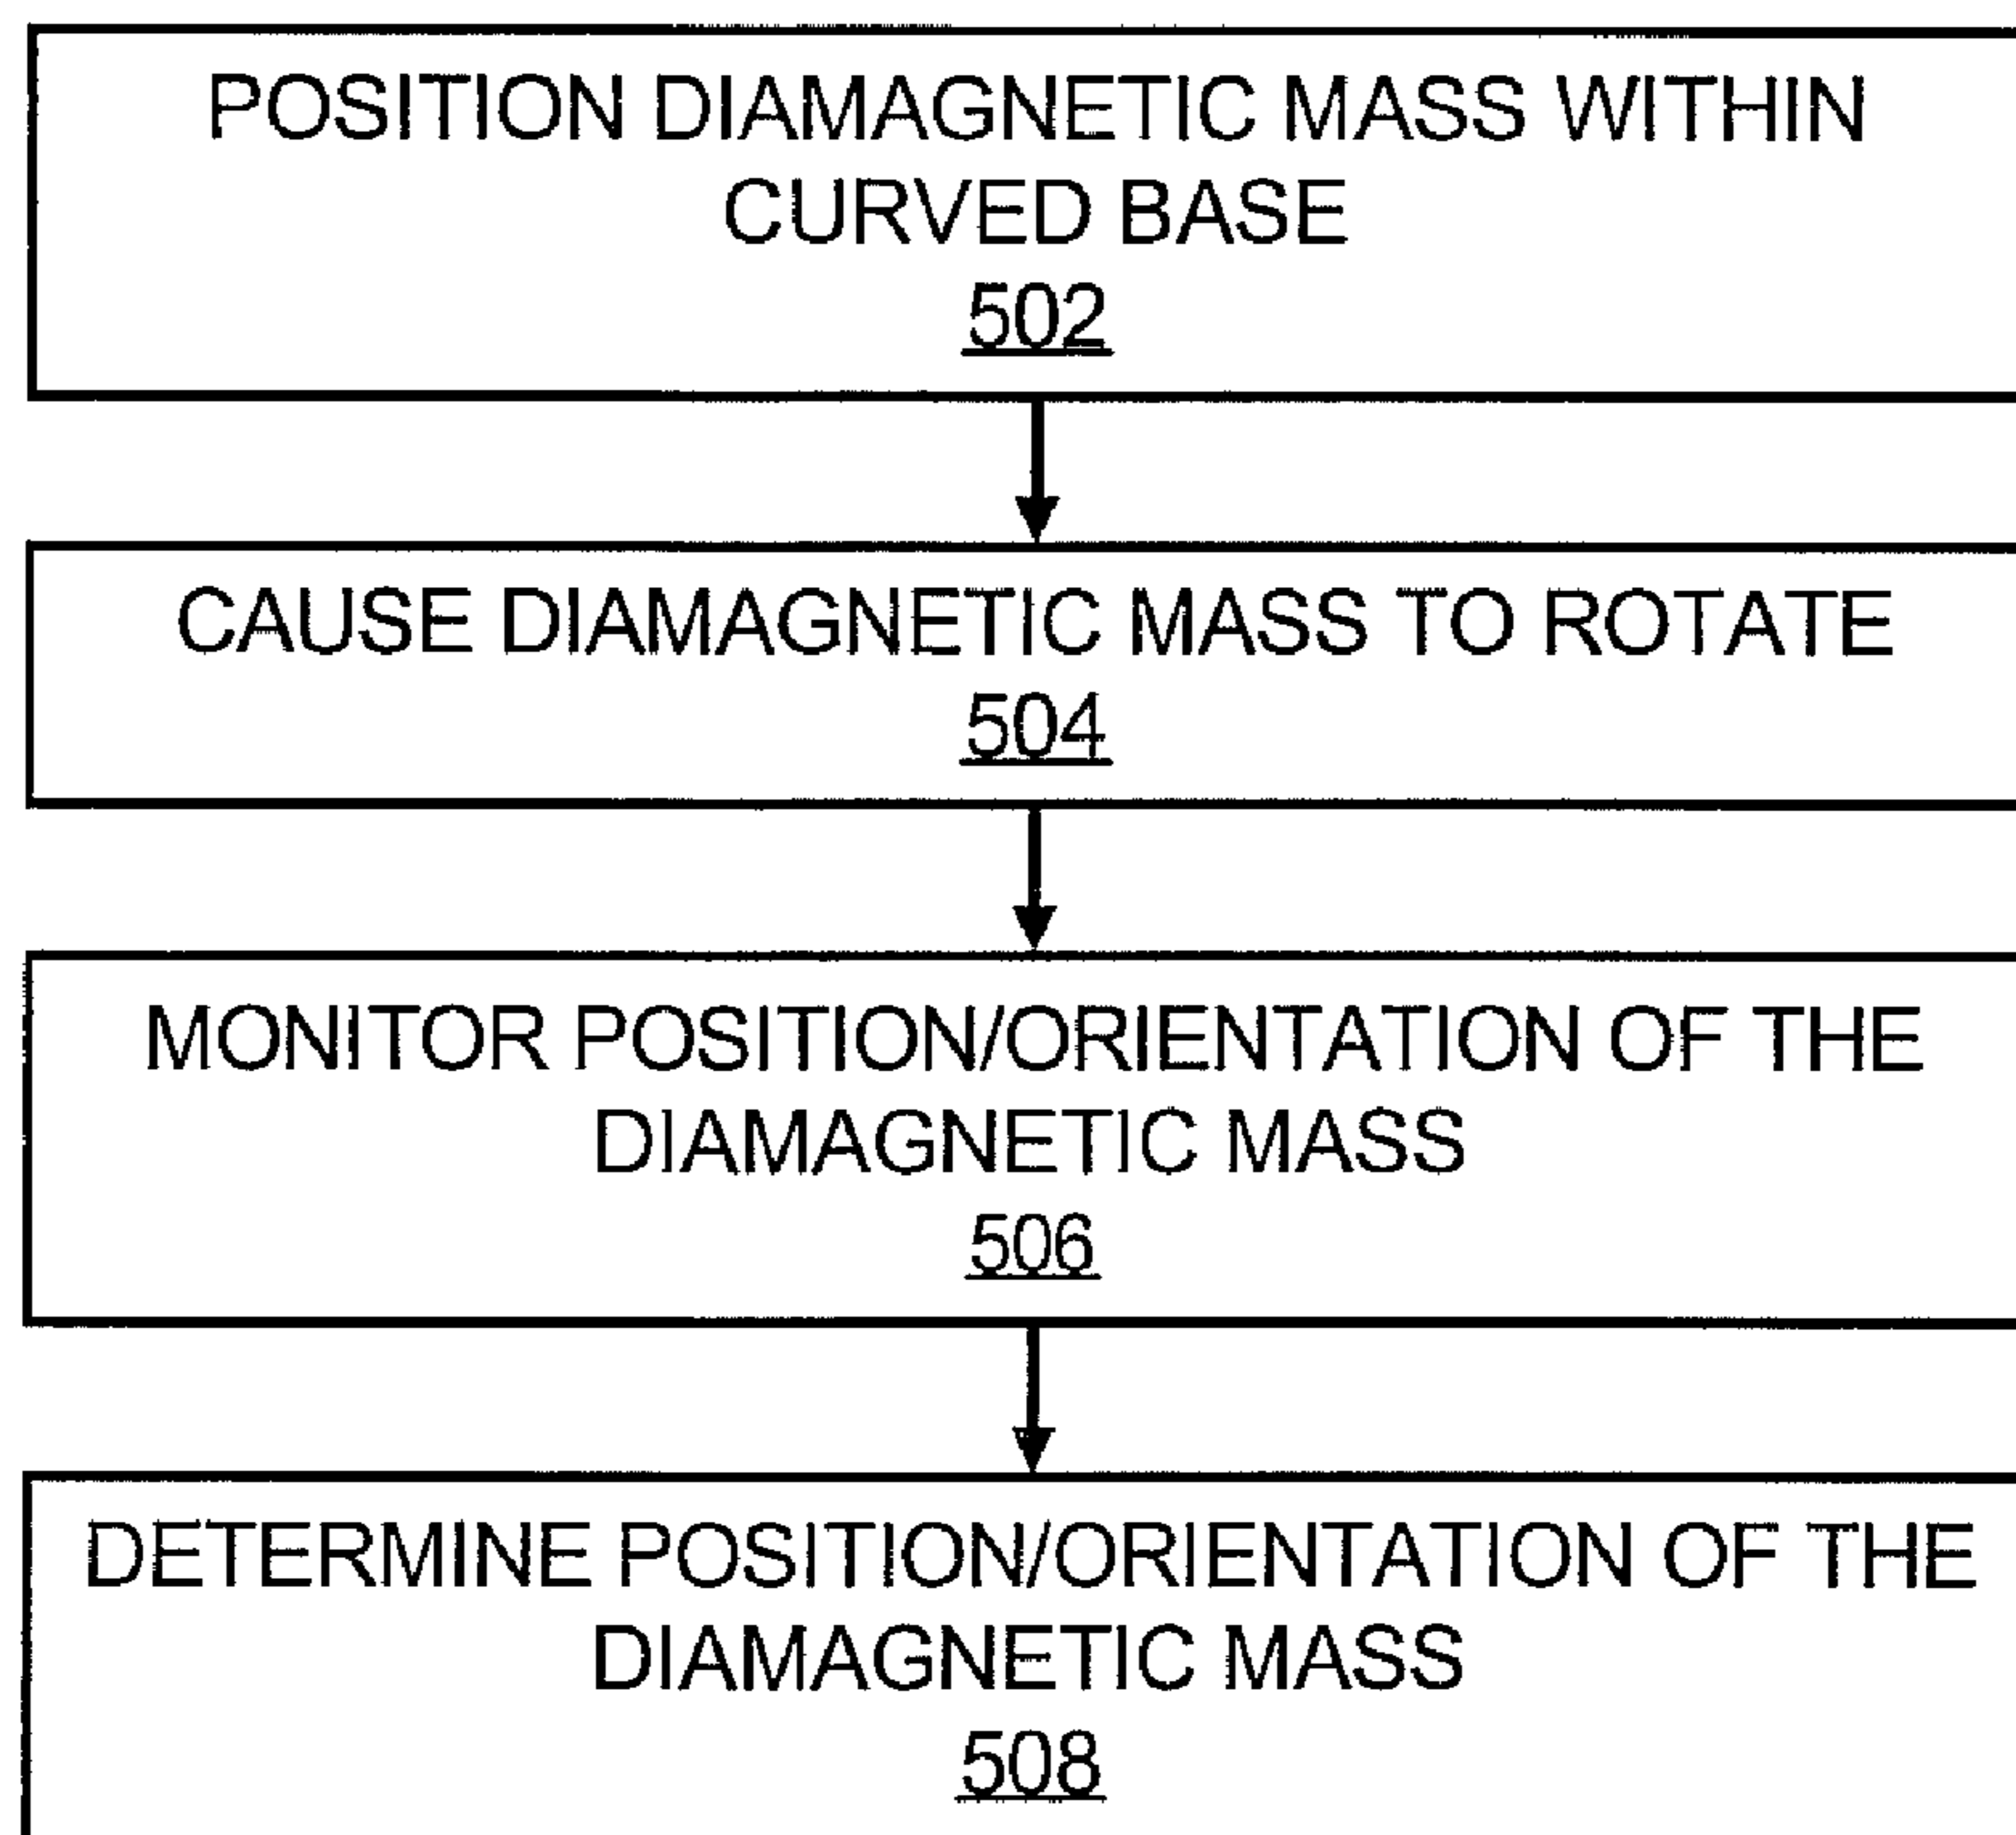 POSITION DIAMAGNETIC MASS WITHIN
CURVED BASE
502
CAUSE DIAMAGNETIC MASS TO ROTATE
504
MONITOR POSITION/ORIENTATION OF THE
DIAMAGNETIC MASS
506
DETERMINE POSITION/ORIENTATION OF THE
DIAMAGNETIC MASS
508